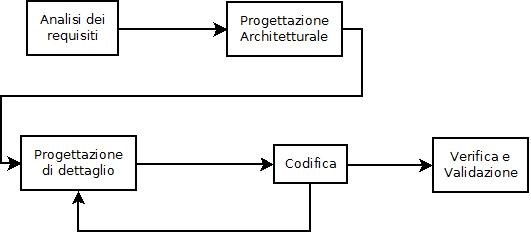 Analisi dei
requisiti
Progettazione
Architetturale
Progettazione
di dettaglio
Codifica
Verifica e
Validazione